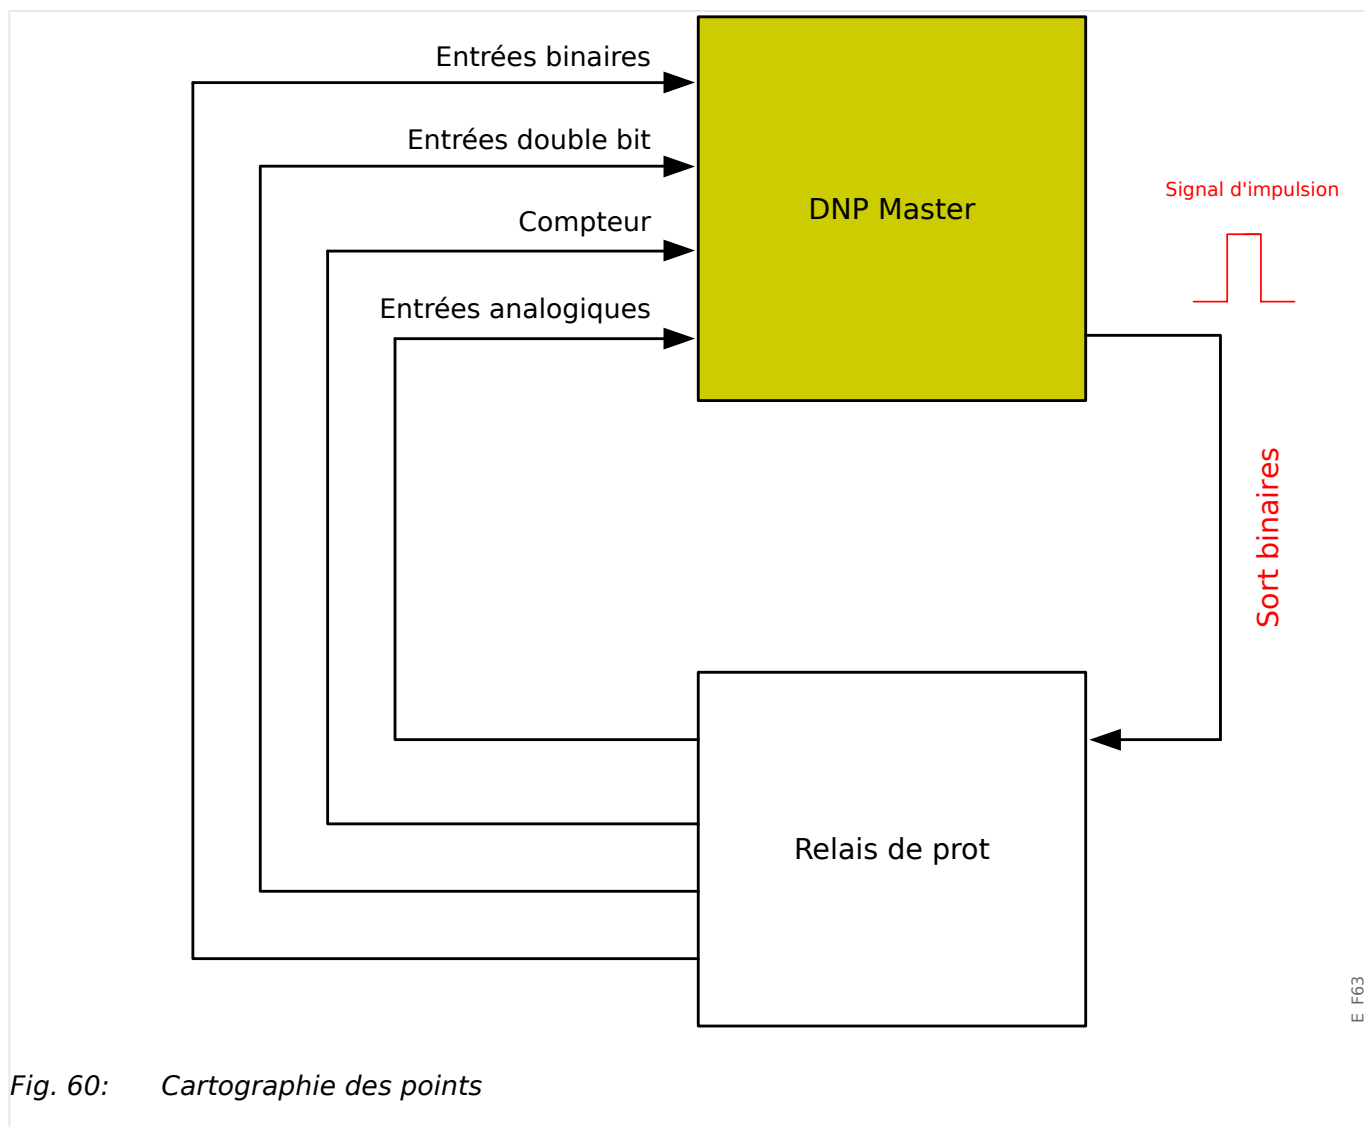 Entrées binaires
Entrées double bit
Compteur
Entrées analogiques
DNP Master
Signal d'impulsion
Sort binaires
Relais de prot
E_F63
Fig. 60: Cartographie des points